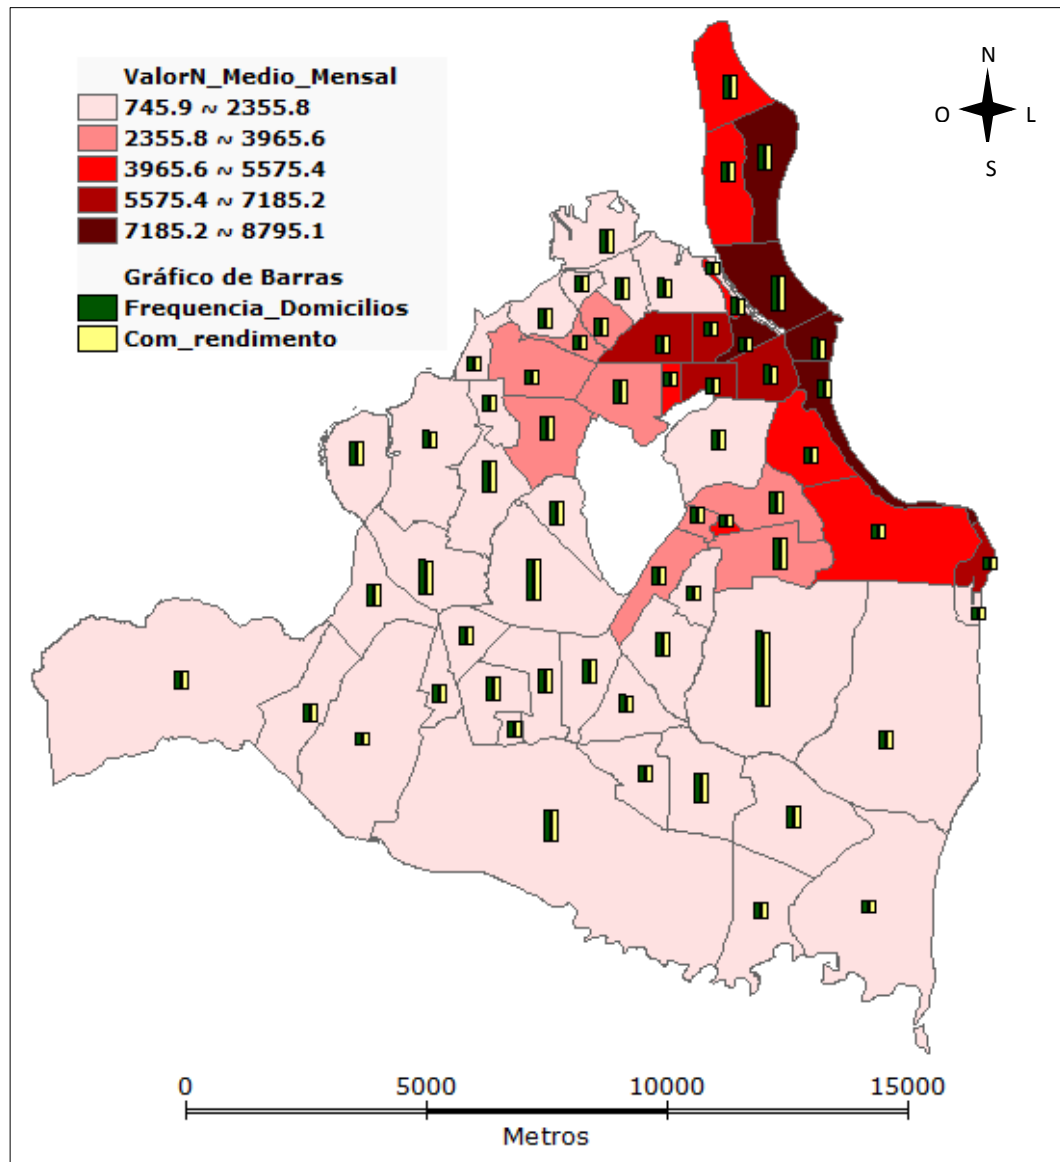 ValorN_Medio_Mensal
745.9 ~ 2355.8
2355.8 ~ 3965.6
3965.6 ~ 5575.4
5575.4 ~ 7185.2
7185.2 ~ 8795.1
Gráfico de Barras
Frequencia_Domicilios
Com_rendimento
N
O L
S
0 5000 10000 15000
Metros